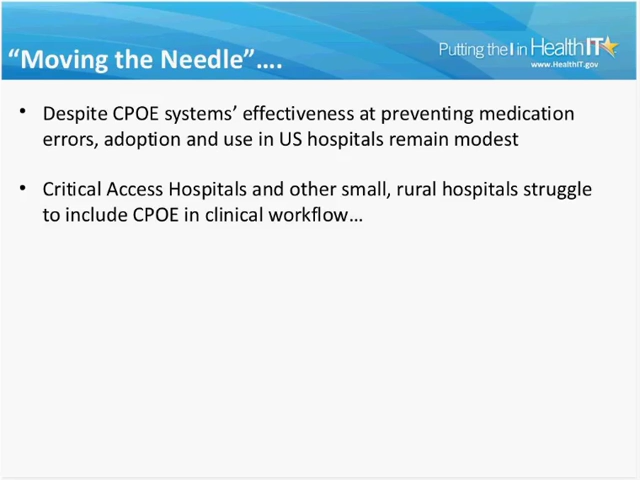 “Moving the Needle”….
Putting the I in Health IT
www.HealthIT.gov
• Despite CPOE systems’ effectiveness at preventing medication
errors, adoption and use in US hospitals remain modest
• Critical Access Hospitals and other small, rural hospitals struggle
to include CPOE in clinical workflow…